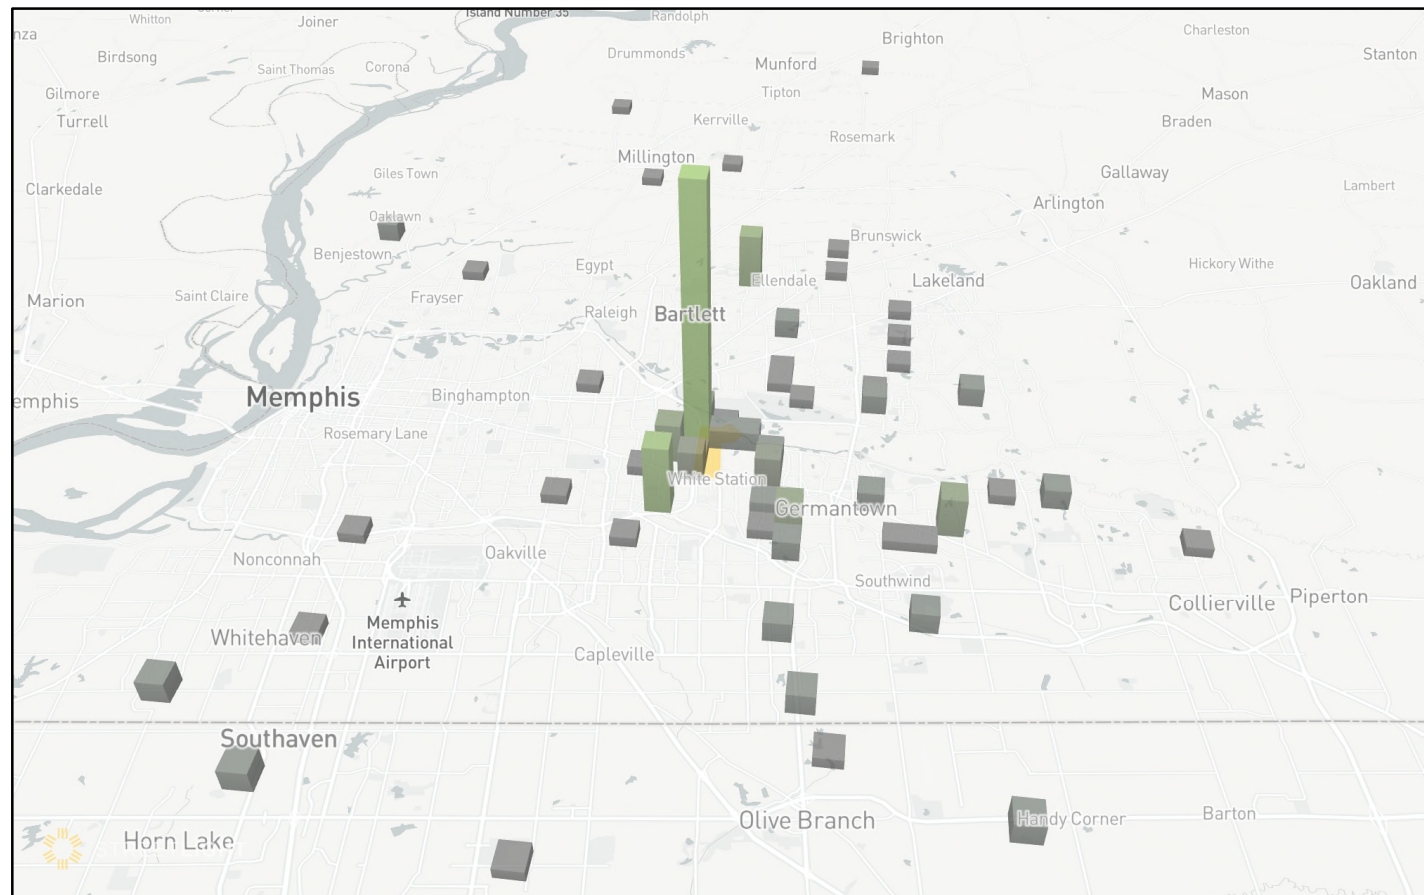 Island Number 35
Randolph
Whitton
Joiner
Charleston
Brighton
Drummonds
Birdsong
Saint Thomas
Corona
Munford
Stanton
Gilmore
Tipton
Mason
Turrell
Kerrville
Braden
Rosemark
Millington
Giles Town
Gallaway
Clarkedale
Lambert
Arlington
Oaklawn
Brunswick
Benjestown
Egypt
Hickory Withe
Ellendale
Lakeland
Oakland
Saint Claire
Frayser
Marion
Raleigh
Bartlett
Memphis
Binghampton
emphis
Rosemary Lane
White Station
Germantown
Nonconnah
Oakville
Southwind
Piperton
Collierville
Memphis
International
Airport
Whitehaven
Capleville
Southaven
Olive Branch
Handy Corner
Barton
Horn Lake